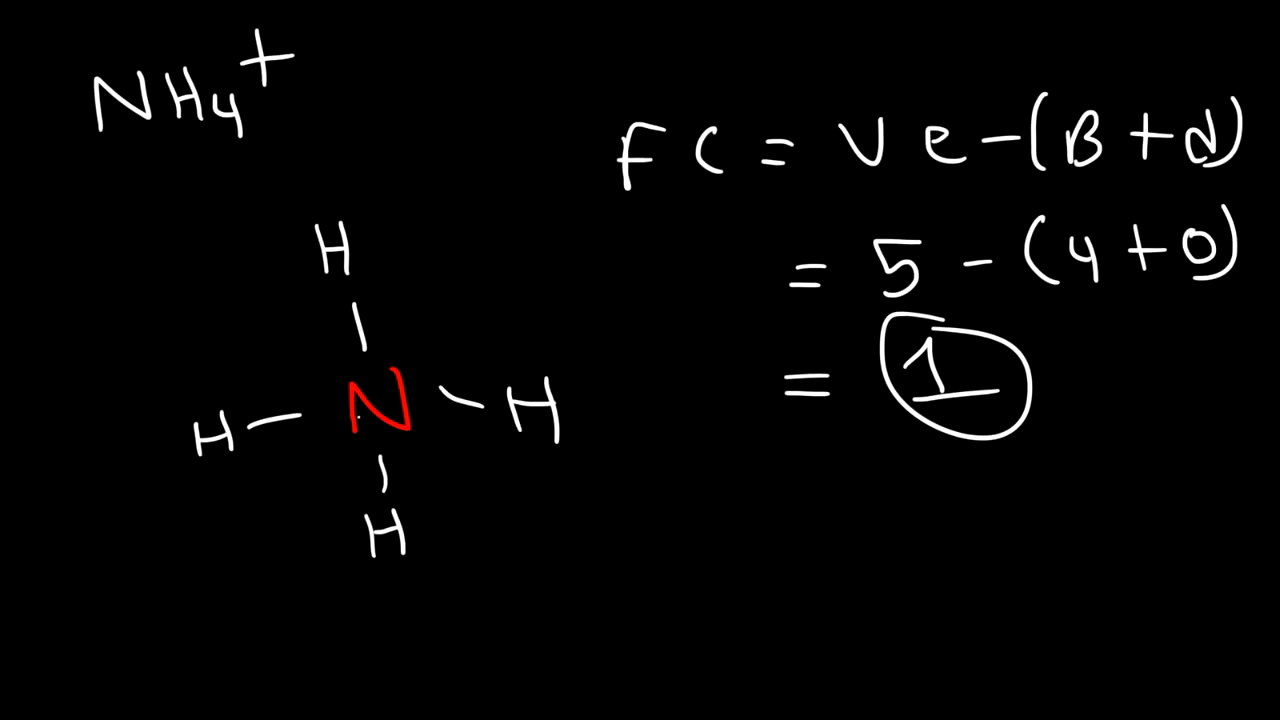 NH4+
FC = Ve-(B+d)
= 5-(4+0)
= 1
H
H-N-H
H